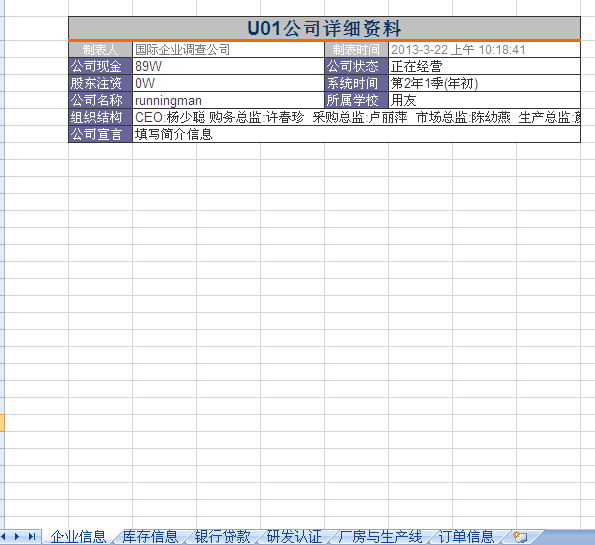 U01公司详细资料
制表人 国际企业调查公司 制表时间 2013-3-22 上午 10:18:41
公司现金 89W 公司状态 正在经营
股东注资 0W 系统时间 第2年1季(年初)
公司名称 runningman 所属学校 用友
组织结构 CEO:杨少聪 购务总监:许春珍 采购总监:卢丽萍 市场总监:陈幼燕 生产总监:
公司宣言 填写简介信息
企业信息 库存信息 银行贷款 研发认证 厂房与生产线 订单信息